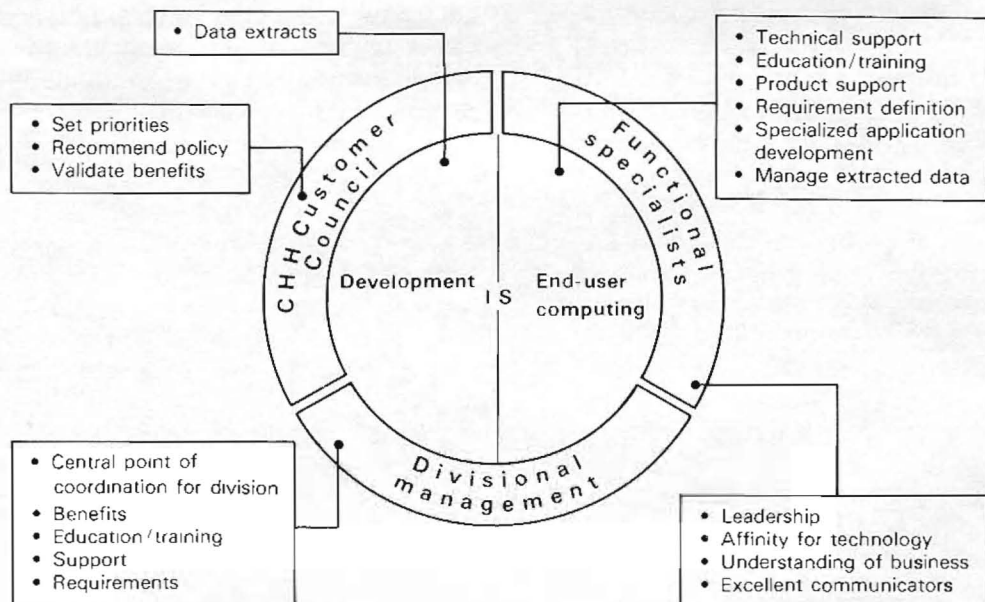 • Data extracts
• Technical support
• Education/training
• Product support
• Requirement definition
• Specialized application
development
• Manage extracted data
• Set priorities
• Recommend policy
• Validate benefits
CHH Customer
Council
Functional
specialists
Development
IS
End-user
computing
Divisional
management
• Central point of
coordination for division
• Benefits
• Education/training
• Support
• Requirements
• Leadership
• Affinity for technology
• Understanding of business
• Excellent communicators